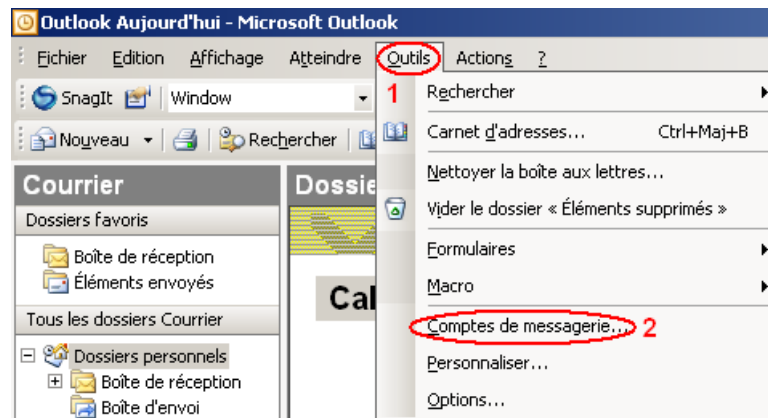 Outlook Aujourd'hui - Microsoft Outlook
Fichier Edition Affichage Atteindre Outils Actions ?
SnagIt Window
1
Rechercher
Nouveau Rechercher
Carnet d'adresses... Ctrl+Maj+B
Nettoyer la boîte aux lettres...
Vider le dossier « Éléments supprimés »
Formulaires
Macro
Comptes de messagerie... 2
Personnaliser...
Options...
Courrier
Dossiers favoris
Boîte de réception
Éléments envoyés
Tous les dossiers Courrier
Dossiers personnels
Boîte de réception
Boîte d'envoi
Dossie
Cal